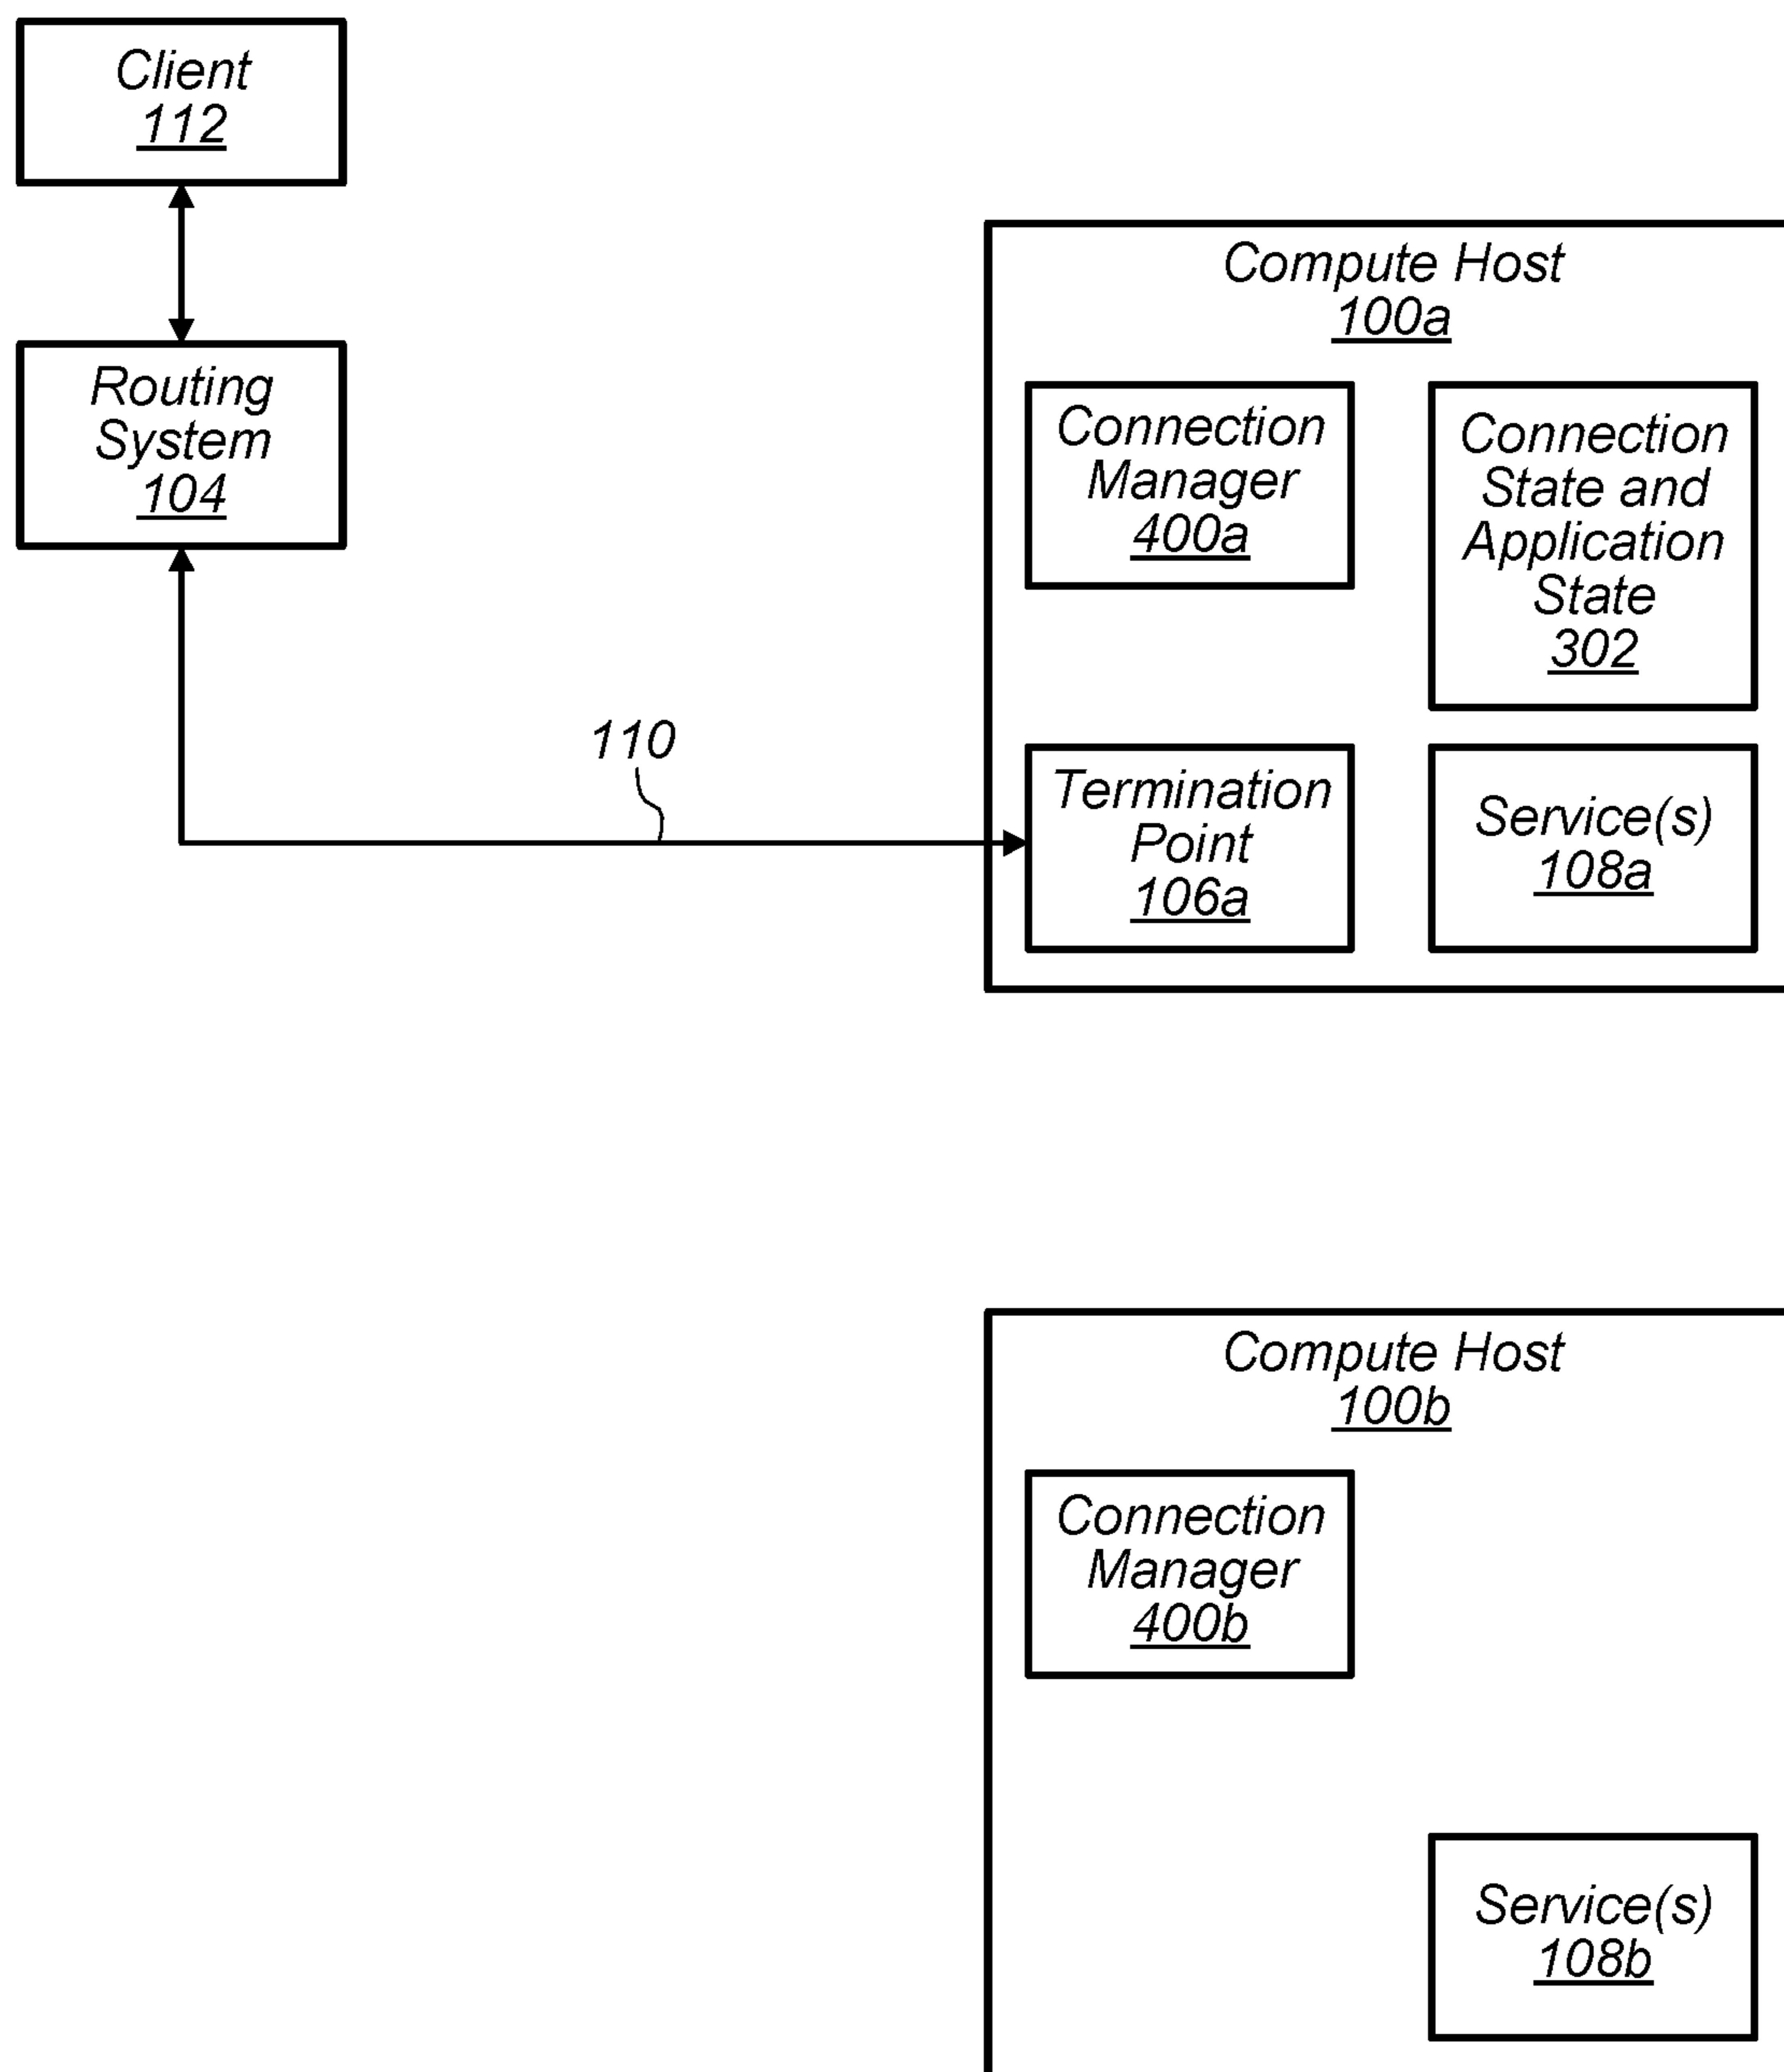 Client
112
Routing
System
104
110
Compute Host
100a
Connection
Manager
400a
Connection
State and
Application
State
302
Termination
Point
106a
Service(s)
108a
Compute Host
100b
Connection
Manager
400b
Service(s)
108b